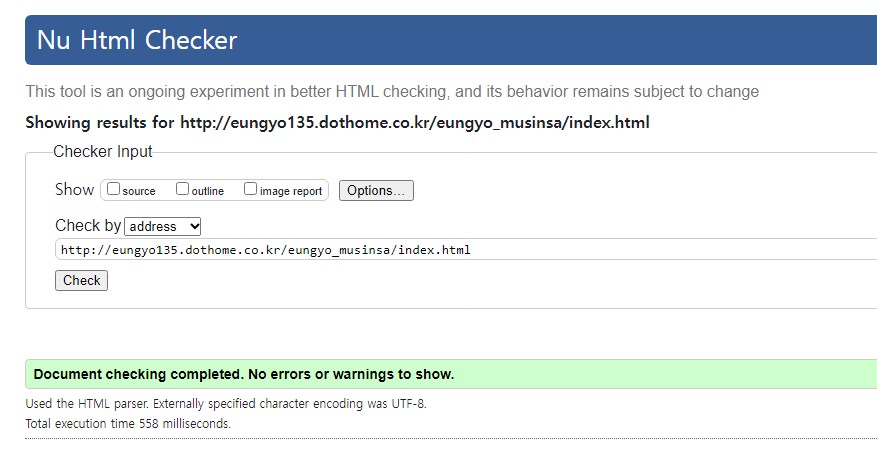 Nu Html Checker
This tool is an ongoing experiment in better HTML checking, and its behavior remains subject to change
Showing results for http://eungyo135.dothome.co.kr/eungyo_musinsa/index.html
Checker Input
Show source outline image report Options...
Check by address
http://eungyo135.dothome.co.kr/eungyo_musinsa/index.html
Check
Document checking completed. No errors or warnings to show.
Used the HTML parser. Externally specified character encoding was UTF-8.
Total execution time 558 milliseconds.